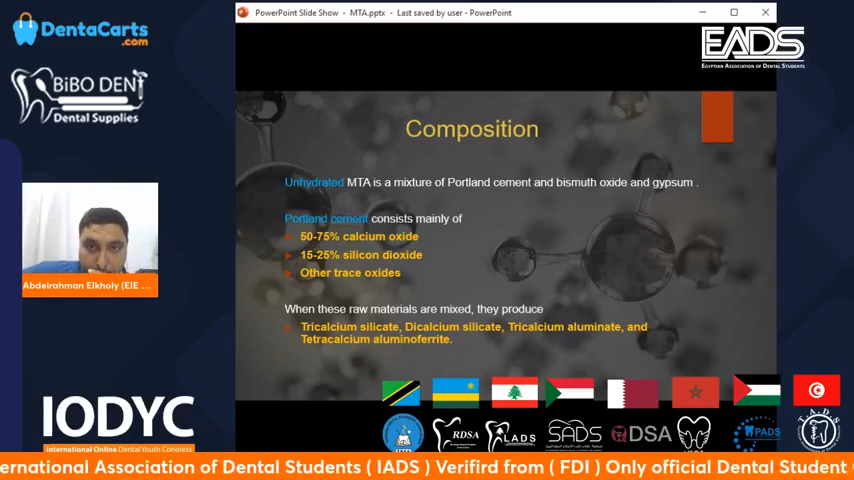 DentaCarts
.com
BiBO DENT
Dental Supplies
PowerPoint Slide Show - MTA.pptx - Last saved by user - PowerPoint
EADS
EGYPTIAN ASSOCIATION OF DENTAL STUDENTS
Composition
Unhydrated MTA is a mixture of Portland cement and bismuth oxide and gypsum .
Portland cement consists mainly of
50-75% calcium oxide
15-25% silicon dioxide
Other trace oxides
When these raw materials are mixed, they produce
Tricalcium silicate, Dicalcium silicate, Tricalcium aluminate, and
Tetracalcium aluminoferrite.
Abdelrahman Elkholy (EIE ...
IODYC
International Online Dental Youth Congress
RDSA
LADS
SADS
QDSA
PADS
T.A.D.S
ernational Association of Dental Students ( IADS ) Verifird from ( FDI ) Only official Dental Student